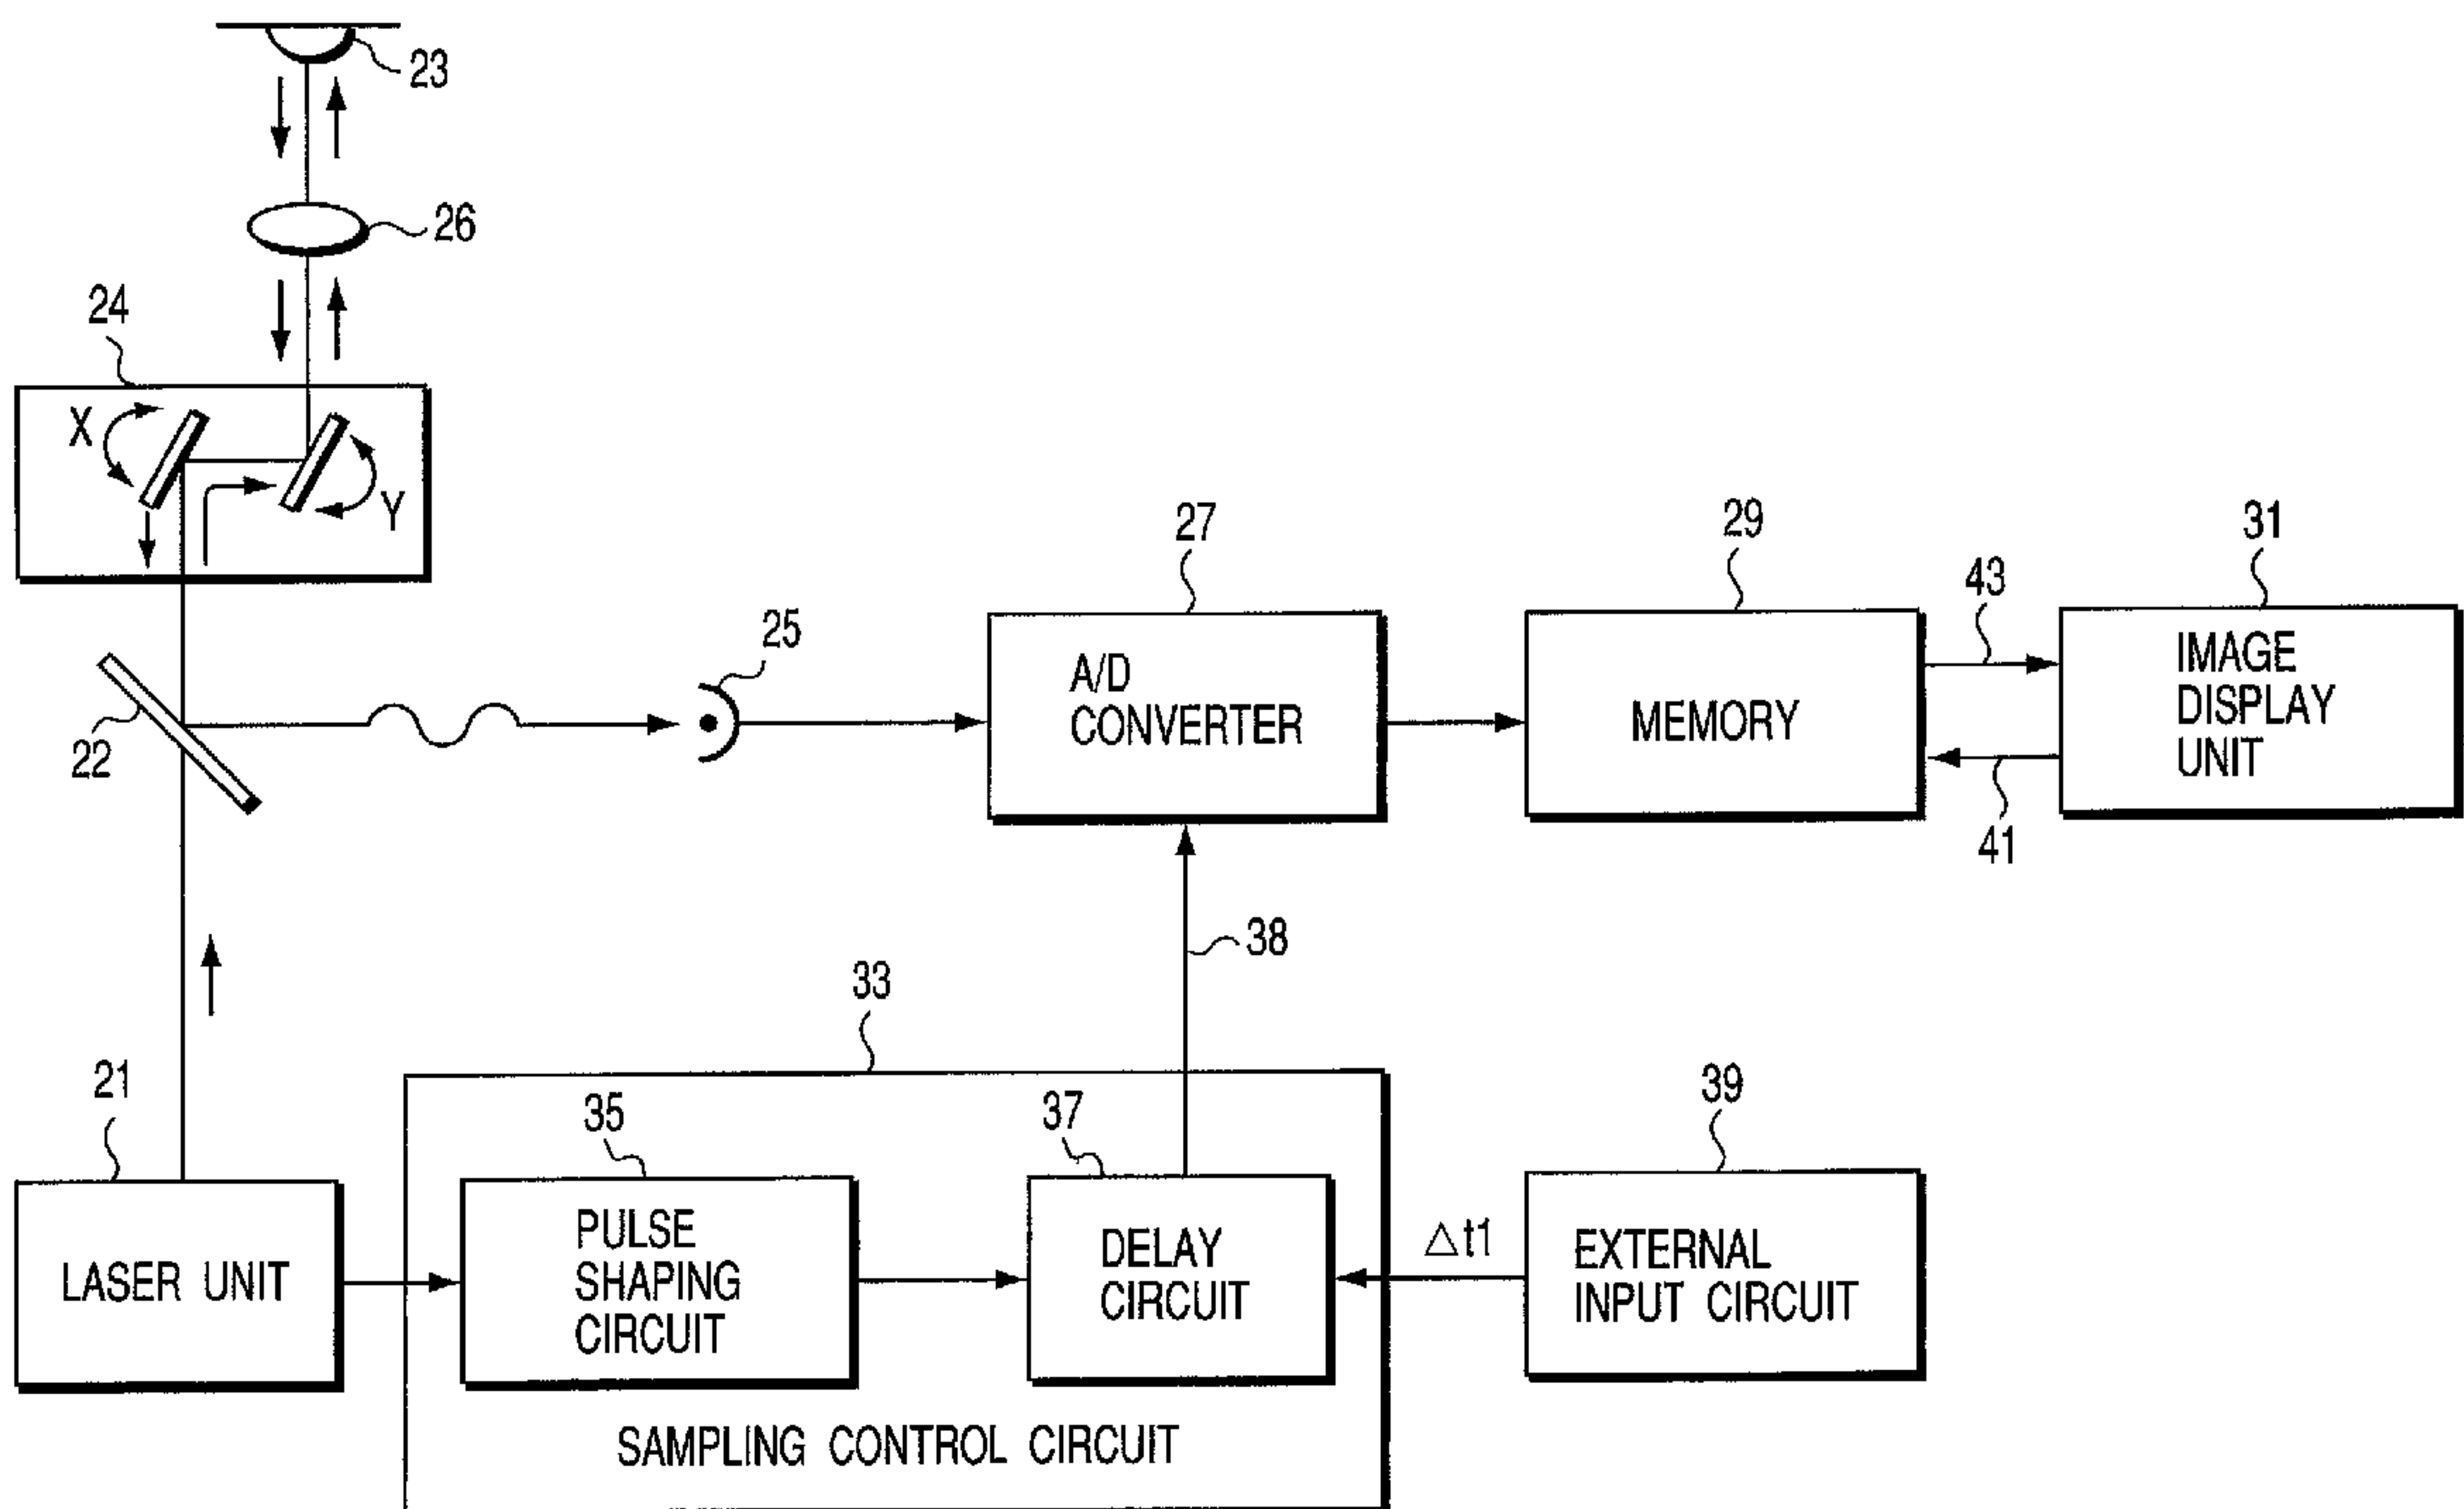 23
26
24
X
Y
25
22
27
A/D
CONVERTER
29
MEMORY
43
41
31
IMAGE
DISPLAY
UNIT
38
33
21
LASER UNIT
35
PULSE
SHAPING
CIRCUIT
37
DELAY
CIRCUIT
△t1
39
EXTERNAL
INPUT CIRCUIT
SAMPLING CONTROL CIRCUIT